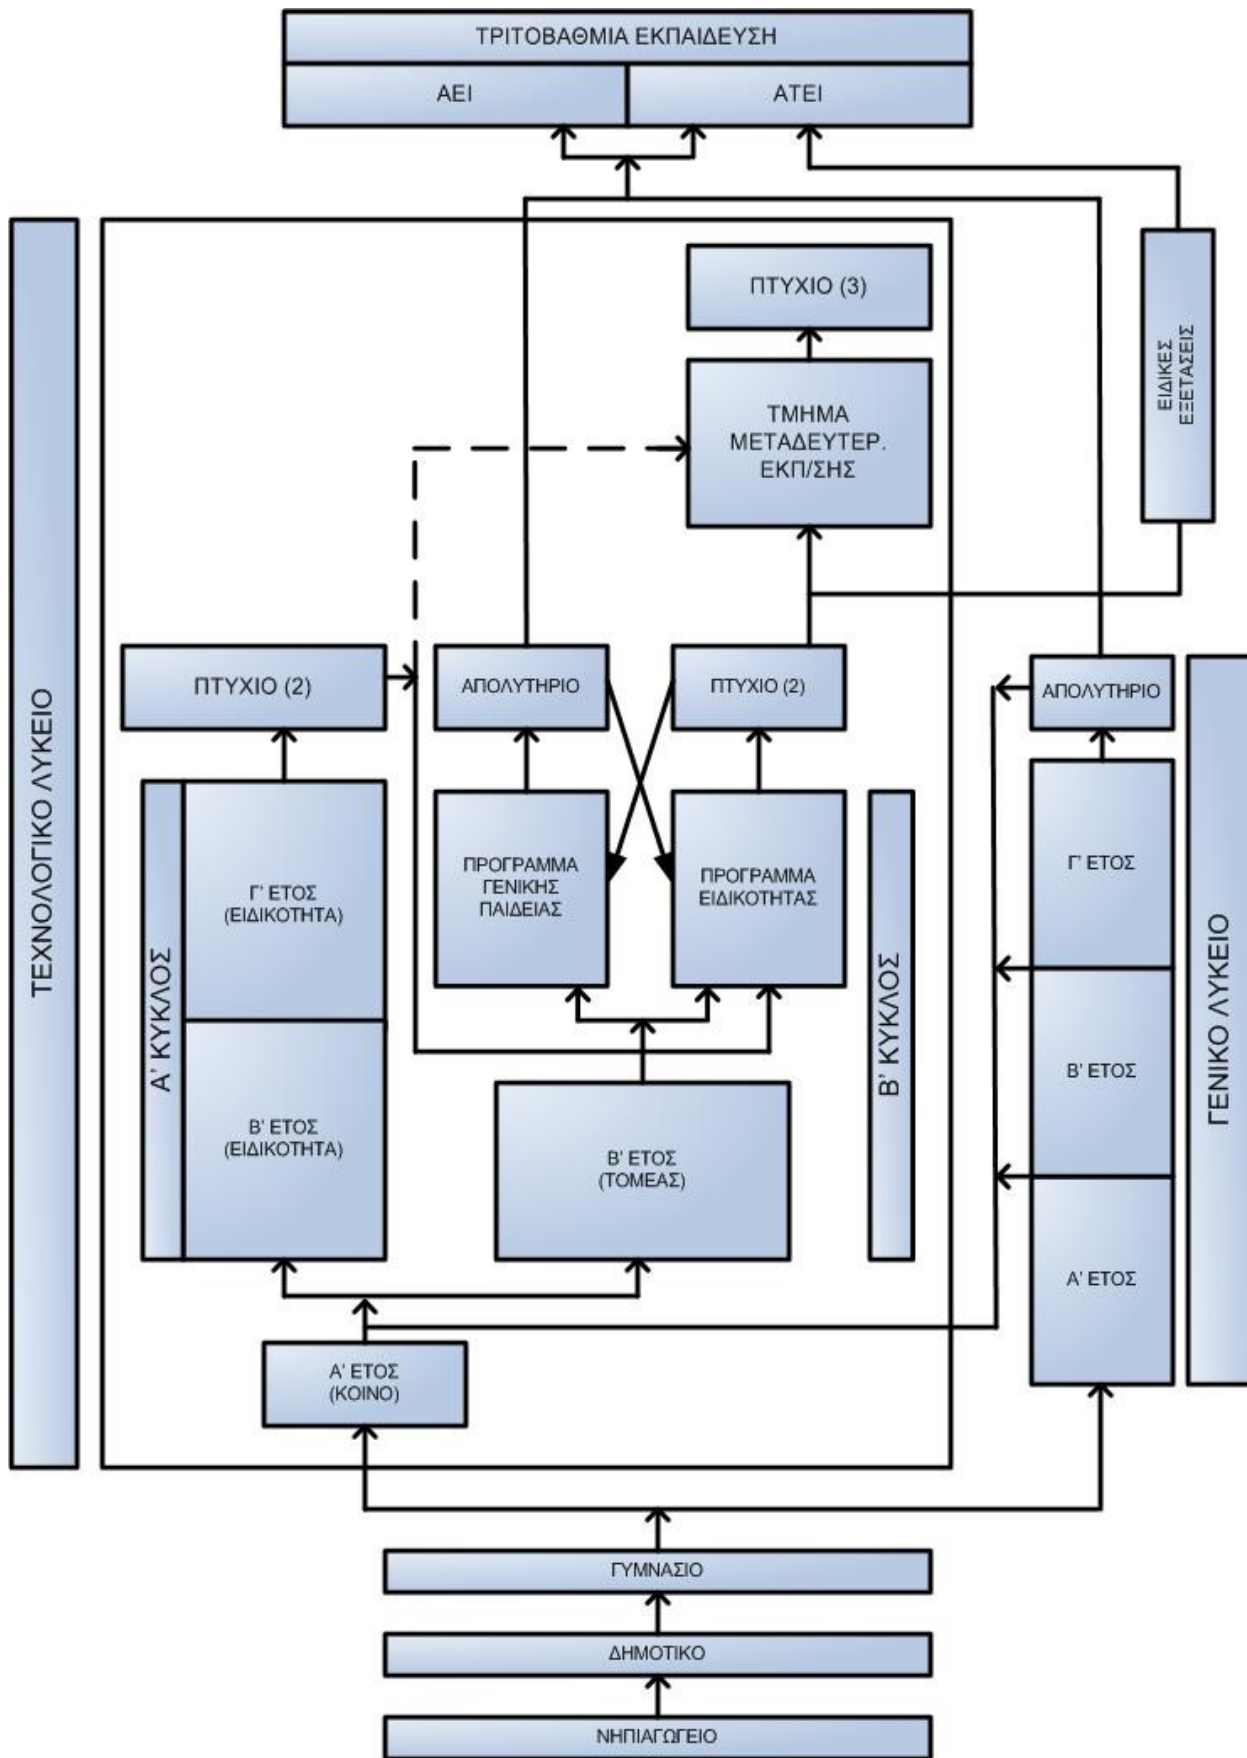 ΤΡΙΤΟΒΑΘΜΙΑ ΕΚΠΑΙΔΕΥΣΗ
ΑΕΙ
ΑΤΕΙ
ΤΕΧΝΟΛΟΓΙΚΟ ΛΥΚΕΙΟ
ΠΤΥΧΙΟ (3)
ΕΙΔΙΚΕΣ
ΕΞΕΤΑΣΕΙΣ
ΤΜΗΜΑ
ΜΕΤΑΔΕΥΤΕΡ.
ΕΚΠ/ΣΗΣ
ΠΤΥΧΙΟ (2)
ΑΠΟΛΥΤΗΡΙΟ
ΠΤΥΧΙΟ (2)
ΑΠΟΛΥΤΗΡΙΟ
Α' ΚΥΚΛΟΣ
Γ' ΕΤΟΣ
(ΕΙΔΙΚΟΤΗΤΑ)
ΠΡΟΓΡΑΜΜΑ
ΓΕΝΙΚΗΣ
ΠΑΙΔΕΙΑΣ
ΠΡΟΓΡΑΜΜΑ
ΕΙΔΙΚΟΤΗΤΑΣ
Β' ΚΥΚΛΟΣ
Γ' ΕΤΟΣ
ΓΕΝΙΚΟ ΛΥΚΕΙΟ
Β' ΕΤΟΣ
(ΕΙΔΙΚΟΤΗΤΑ)
Β' ΕΤΟΣ
(ΤΟΜΕΑΣ)
Β' ΕΤΟΣ
Α' ΕΤΟΣ
Α' ΕΤΟΣ
(ΚΟΙΝΟ)
ΓΥΜΝΑΣΙΟ
ΔΗΜΟΤΙΚΟ
ΝΗΠΙΑΓΩΓΕΙΟ